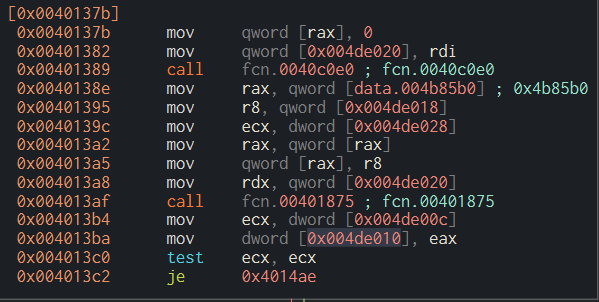 [0x0040137b]
0x0040137b mov qword [rax], 0
0x00401382 mov qword [0x004de020], rdi
0x00401389 call fcn.0040c0e0 ; fcn.0040c0e0
0x0040138e mov rax, qword [data.004b85b0] ; 0x4b85b0
0x00401395 mov r8, qword [0x004de018]
0x0040139c mov ecx, dword [0x004de028]
0x004013a2 mov rax, qword [rax]
0x004013a5 mov qword [rax], r8
0x004013a8 mov rdx, qword [0x004de020]
0x004013af call fcn.00401875 ; fcn.00401875
0x004013b4 mov ecx, dword [0x004de00c]
0x004013ba mov dword [0x004de010], eax
0x004013c0 test ecx, ecx
0x004013c2 je 0x4014ae